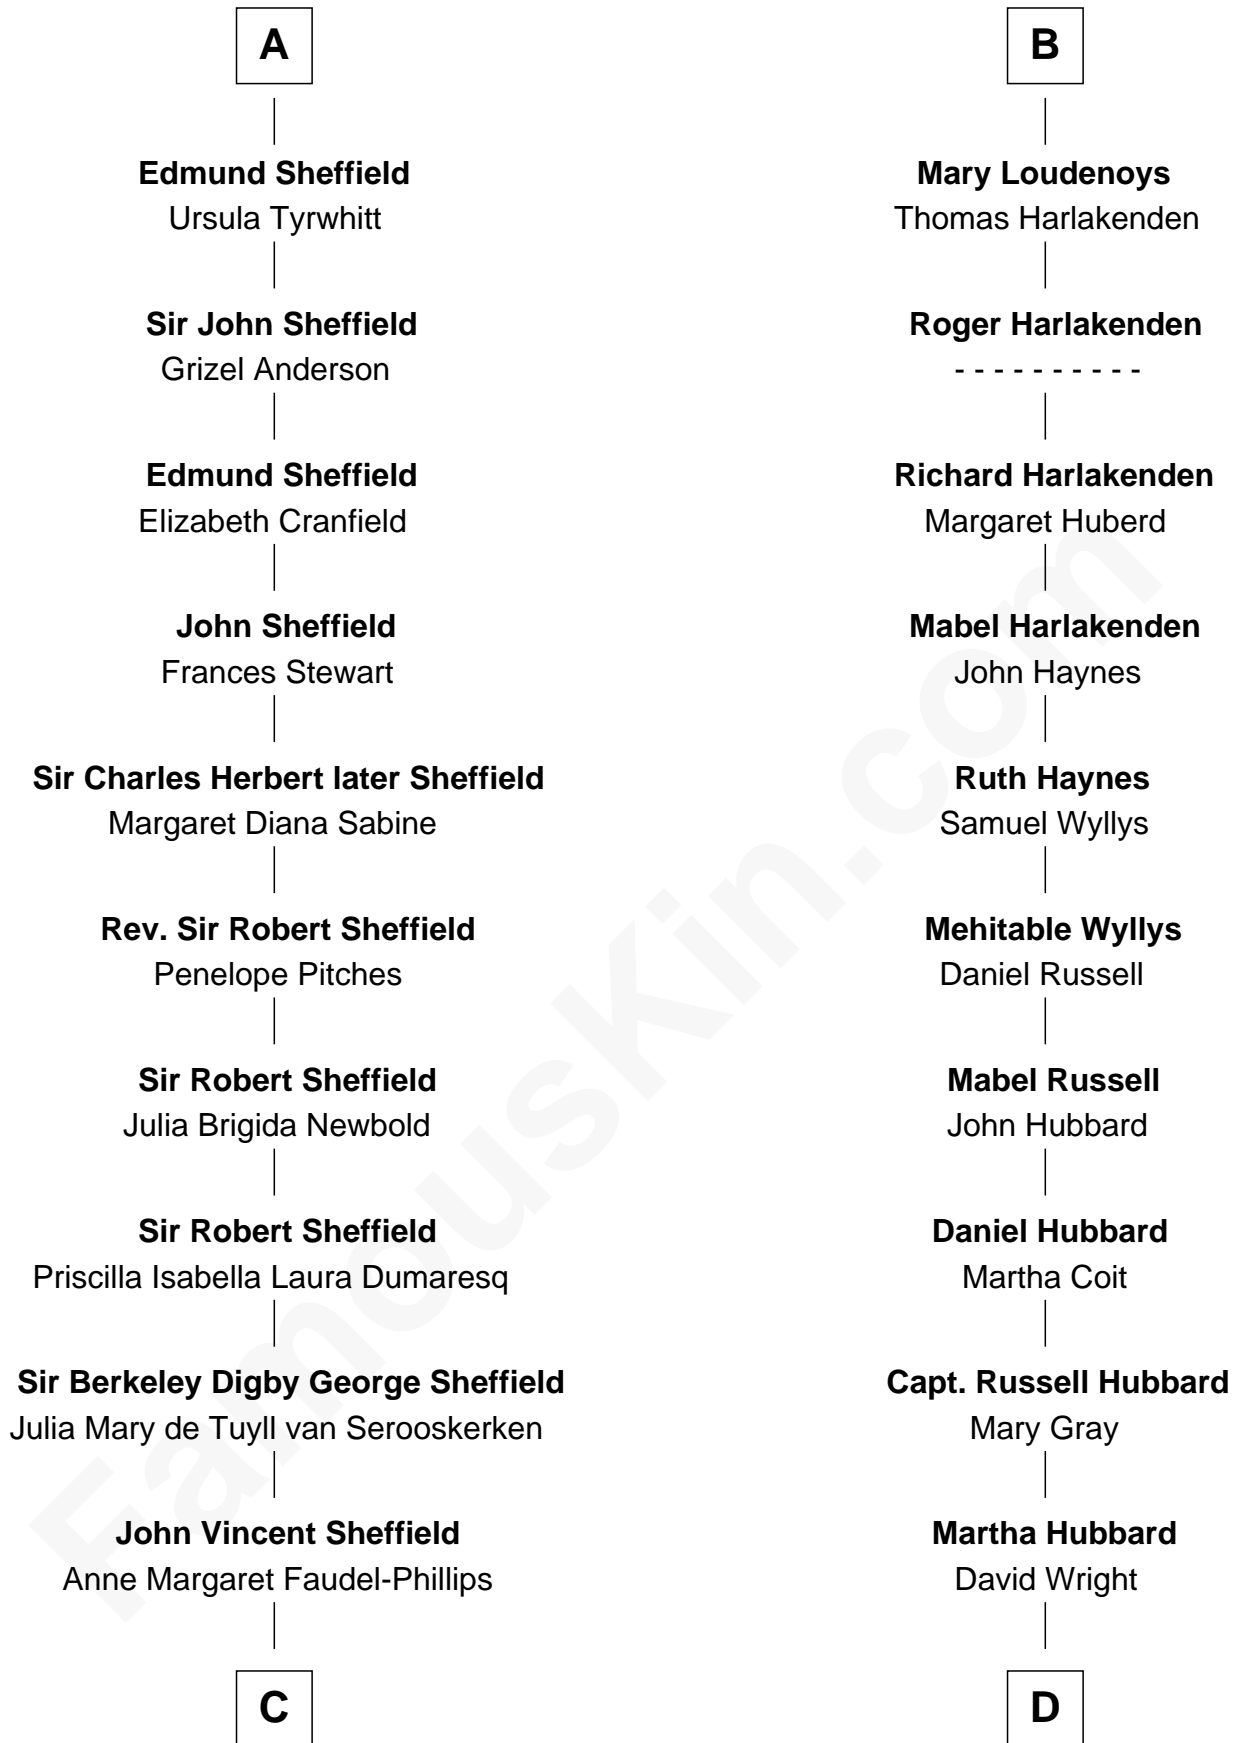 A
Edmund Sheffield
Ursula Tyrwhitt
Sir John Sheffield
Grizel Anderson
Edmund Sheffield
Elizabeth Cranfield
John Sheffield
Frances Stewart
Sir Charles Herbert later Sheffield
Margaret Diana Sabine
Rev. Sir Robert Sheffield
Penelope Pitches
Sir Robert Sheffield
Julia Brigida Newbold
Sir Robert Sheffield
Priscilla Isabella Laura Dumaresq
Sir Berkeley Digby George Sheffield
Julia Mary de Tuyll van Serooskerken
John Vincent Sheffield
Anne Margaret Faudel-Phillips
C
B
Mary Loudenoys
Thomas Harlakenden
Roger Harlakenden
- - - - - - - - - -
Richard Harlakenden
Margaret Huberd
Mabel Harlakenden
John Haynes
Ruth Haynes
Samuel Wyllys
Mehitable Wyllys
Daniel Russell
Mabel Russell
John Hubbard
Daniel Hubbard
Martha Coit
Capt. Russell Hubbard
Mary Gray
Martha Hubbard
David Wright
D
FamousKin.com